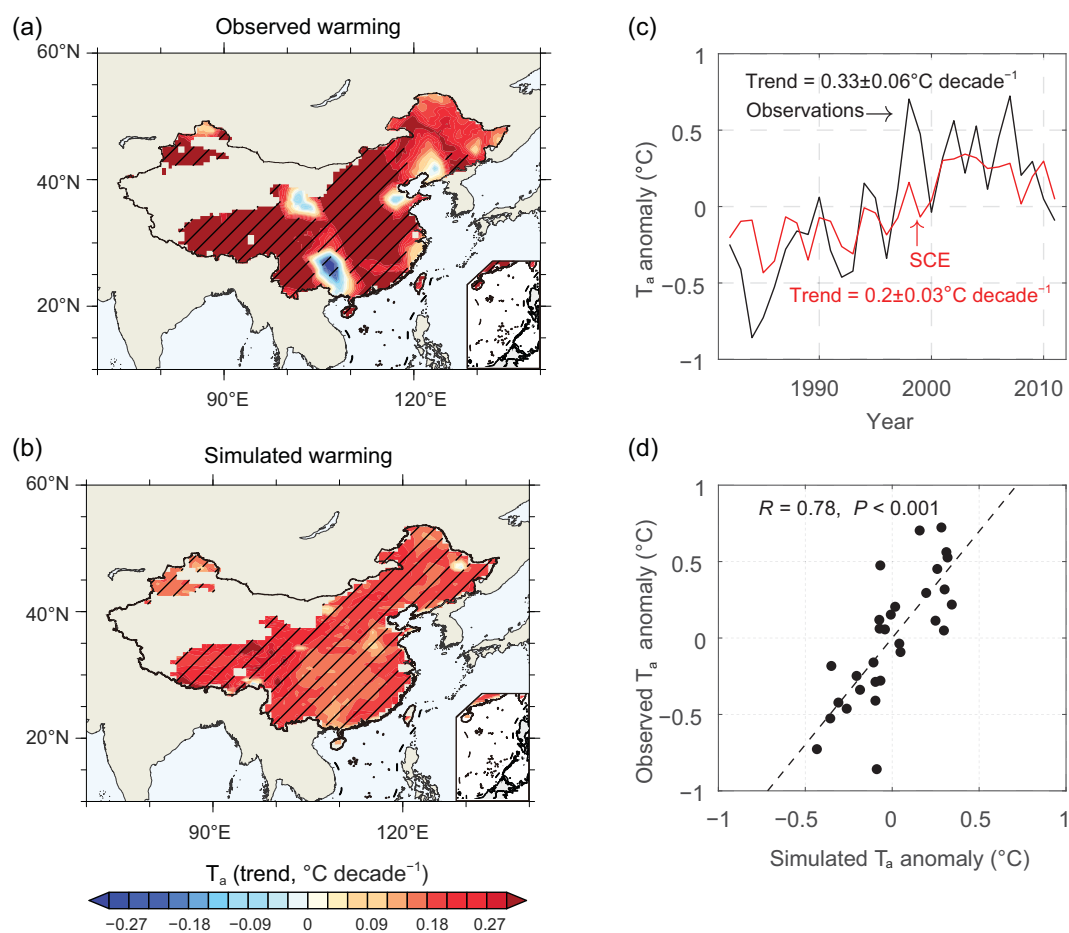 (a)
Observed warming
60°N
40°N
20°N
90°E
120°E
(b)
Simulated warming
60°N
40°N
20°N
90°E
120°E
Tₐ (trend, °C decade⁻¹)
−0.27
−0.18
−0.09
0
0.09
0.18
0.27
(c)
1
0.5
0
−0.5
−1
Tₐ anomaly (°C)
Trend = 0.33±0.06°C decade⁻¹
Observations
SCE
Trend = 0.2±0.03°C decade⁻¹
1990
2000
2010
Year
(d)
1
0.5
0
−0.5
−1
Observed Tₐ anomaly (°C)
R = 0.78, P < 0.001
−1
−0.5
0
0.5
1
Simulated Tₐ anomaly (°C)